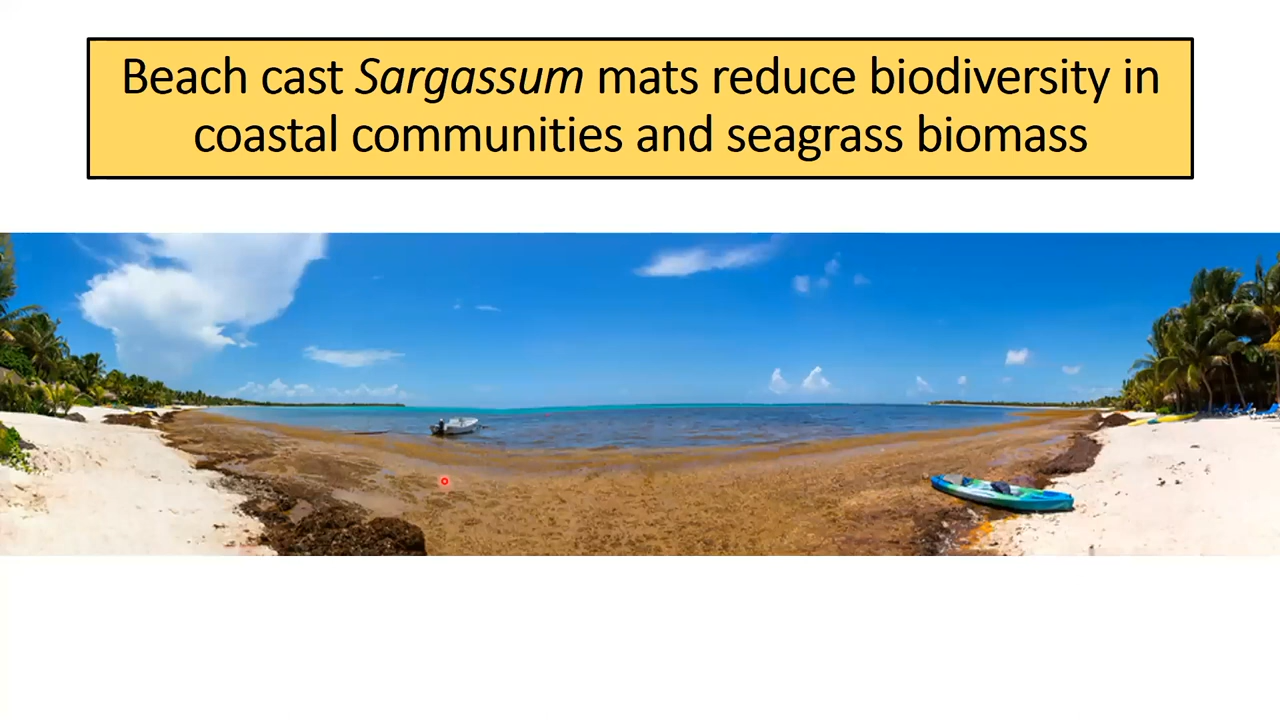 Beach cast Sargassum mats reduce biodiversity in
coastal communities and seagrass biomass